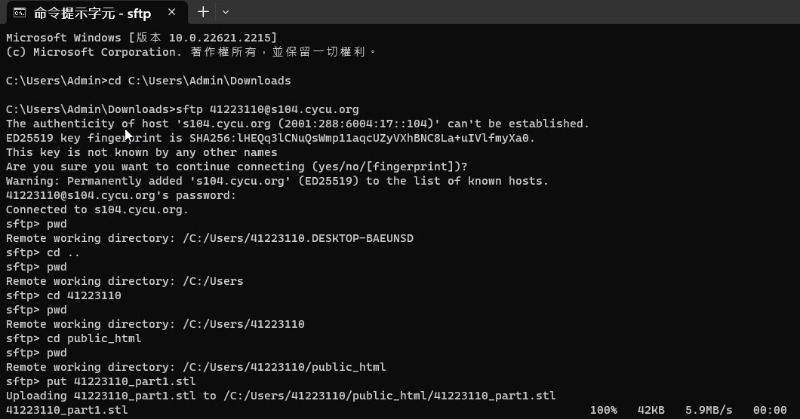 命令提示字元 - sftp
Microsoft Windows [版本 10.0.22621.2215]
(c) Microsoft Corporation. 著作權所有，並保留一切權利。
C:\Users\Admin>cd C:\Users\Admin\Downloads
C:\Users\Admin\Downloads>sftp 41223110@s104.cycu.org
The authenticity of host 's104.cycu.org (2001:288:6004:17::104)' can't be established.
ED25519 key fingerprint is SHA256:lHEQq3lCNuQsWmp11aqcUZyVXhBNC8La+uIVlfmyXa0.
This key is not known by any other names
Are you sure you want to continue connecting (yes/no/[fingerprint])?
Warning: Permanently added 's104.cycu.org' (ED25519) to the list of known hosts.
41223110@s104.cycu.org's password:
Connected to s104.cycu.org.
sftp> pwd
Remote working directory: /C:/Users/41223110.DESKTOP-BAEUNSD
sftp> cd ..
sftp> pwd
Remote working directory: /C:/Users
sftp> cd 41223110
sftp> pwd
Remote working directory: /C:/Users/41223110
sftp> cd public_html
sftp> pwd
Remote working directory: /C:/Users/41223110/public_html
sftp> put 41223110_part1.stl
Uploading 41223110_part1.stl to /C:/Users/41223110/public_html/41223110_part1.stl
41223110_part1.stl 100% 42KB 5.9MB/s 00:00